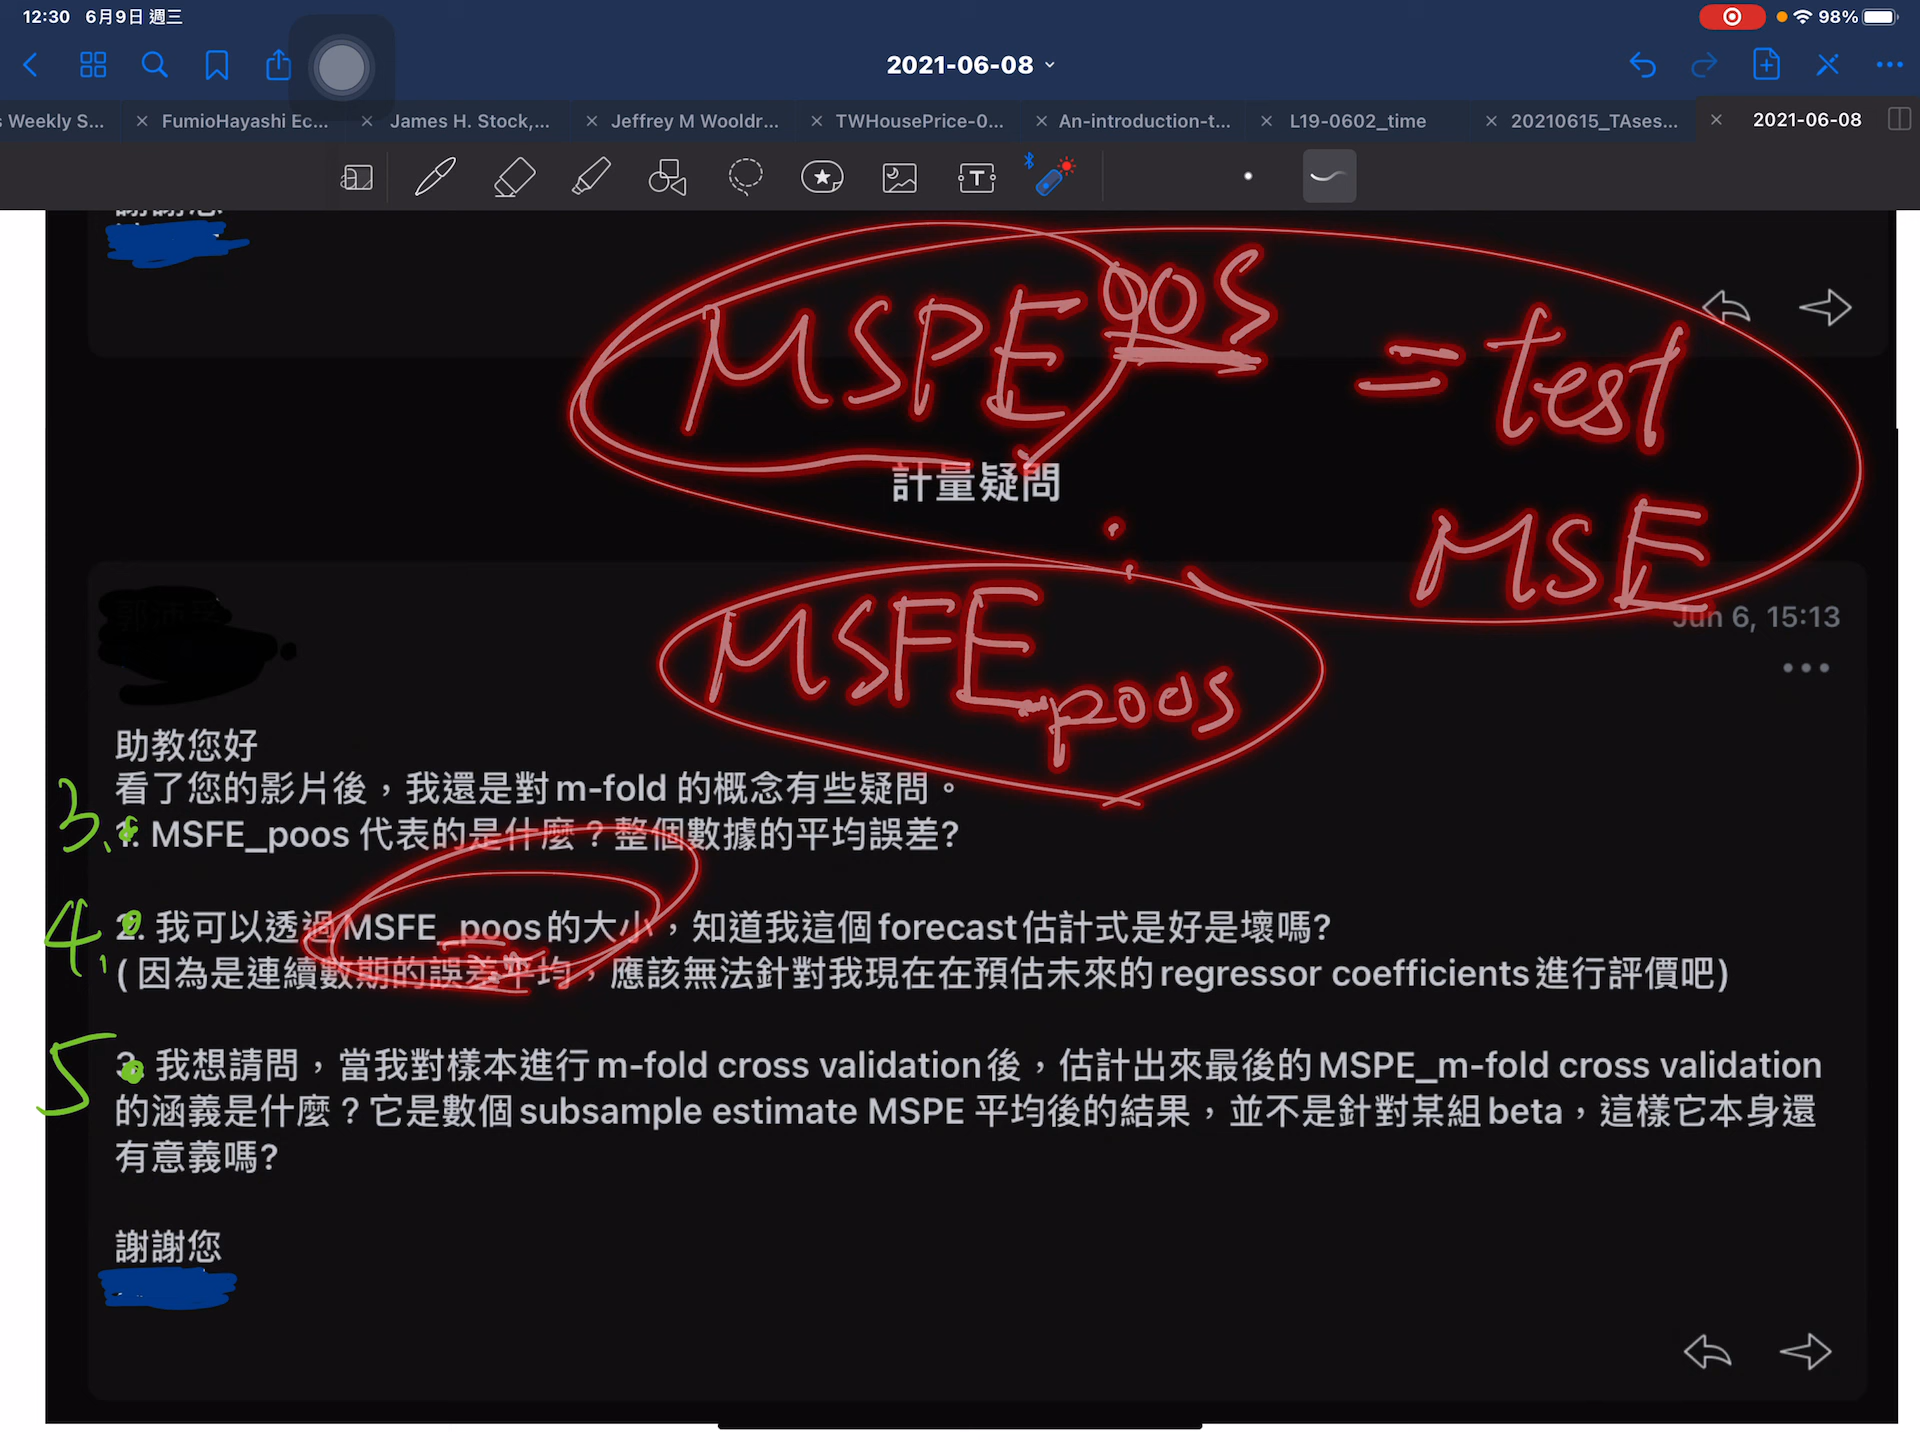 12:30 6月9日 週三
98%
2021-06-08
s Weekly S...
FumioHayashi Ec...
James H. Stock,...
Jeffrey M Wooldr...
TWHousePrice-0...
An-introduction-t...
L19-0602_time
20210615_TAses...
2021-06-08
MSPE oos = test
MSE
計量疑問
MSFE poos
Jun 6, 15:13
助教您好
看了您的影片後，我還是對m-fold 的概念有些疑問。
3. 1. MSFE_poos 代表的是什麼？整個數據的平均誤差?
4. 2. 我可以透過MSFE_poos的大小，知道我這個forecast估計式是好是壞嗎?
(因為是連續數期的誤差平均，應該無法針對我現在在預估未來的regressor coefficients進行評價吧)
5 3. 我想請問，當我對樣本進行m-fold cross validation後，估計出來最後的MSPE_m-fold cross validation
的涵義是什麼？它是數個subsample estimate MSPE 平均後的結果，並不是針對某組beta，這樣它本身還
有意義嗎?
謝謝您